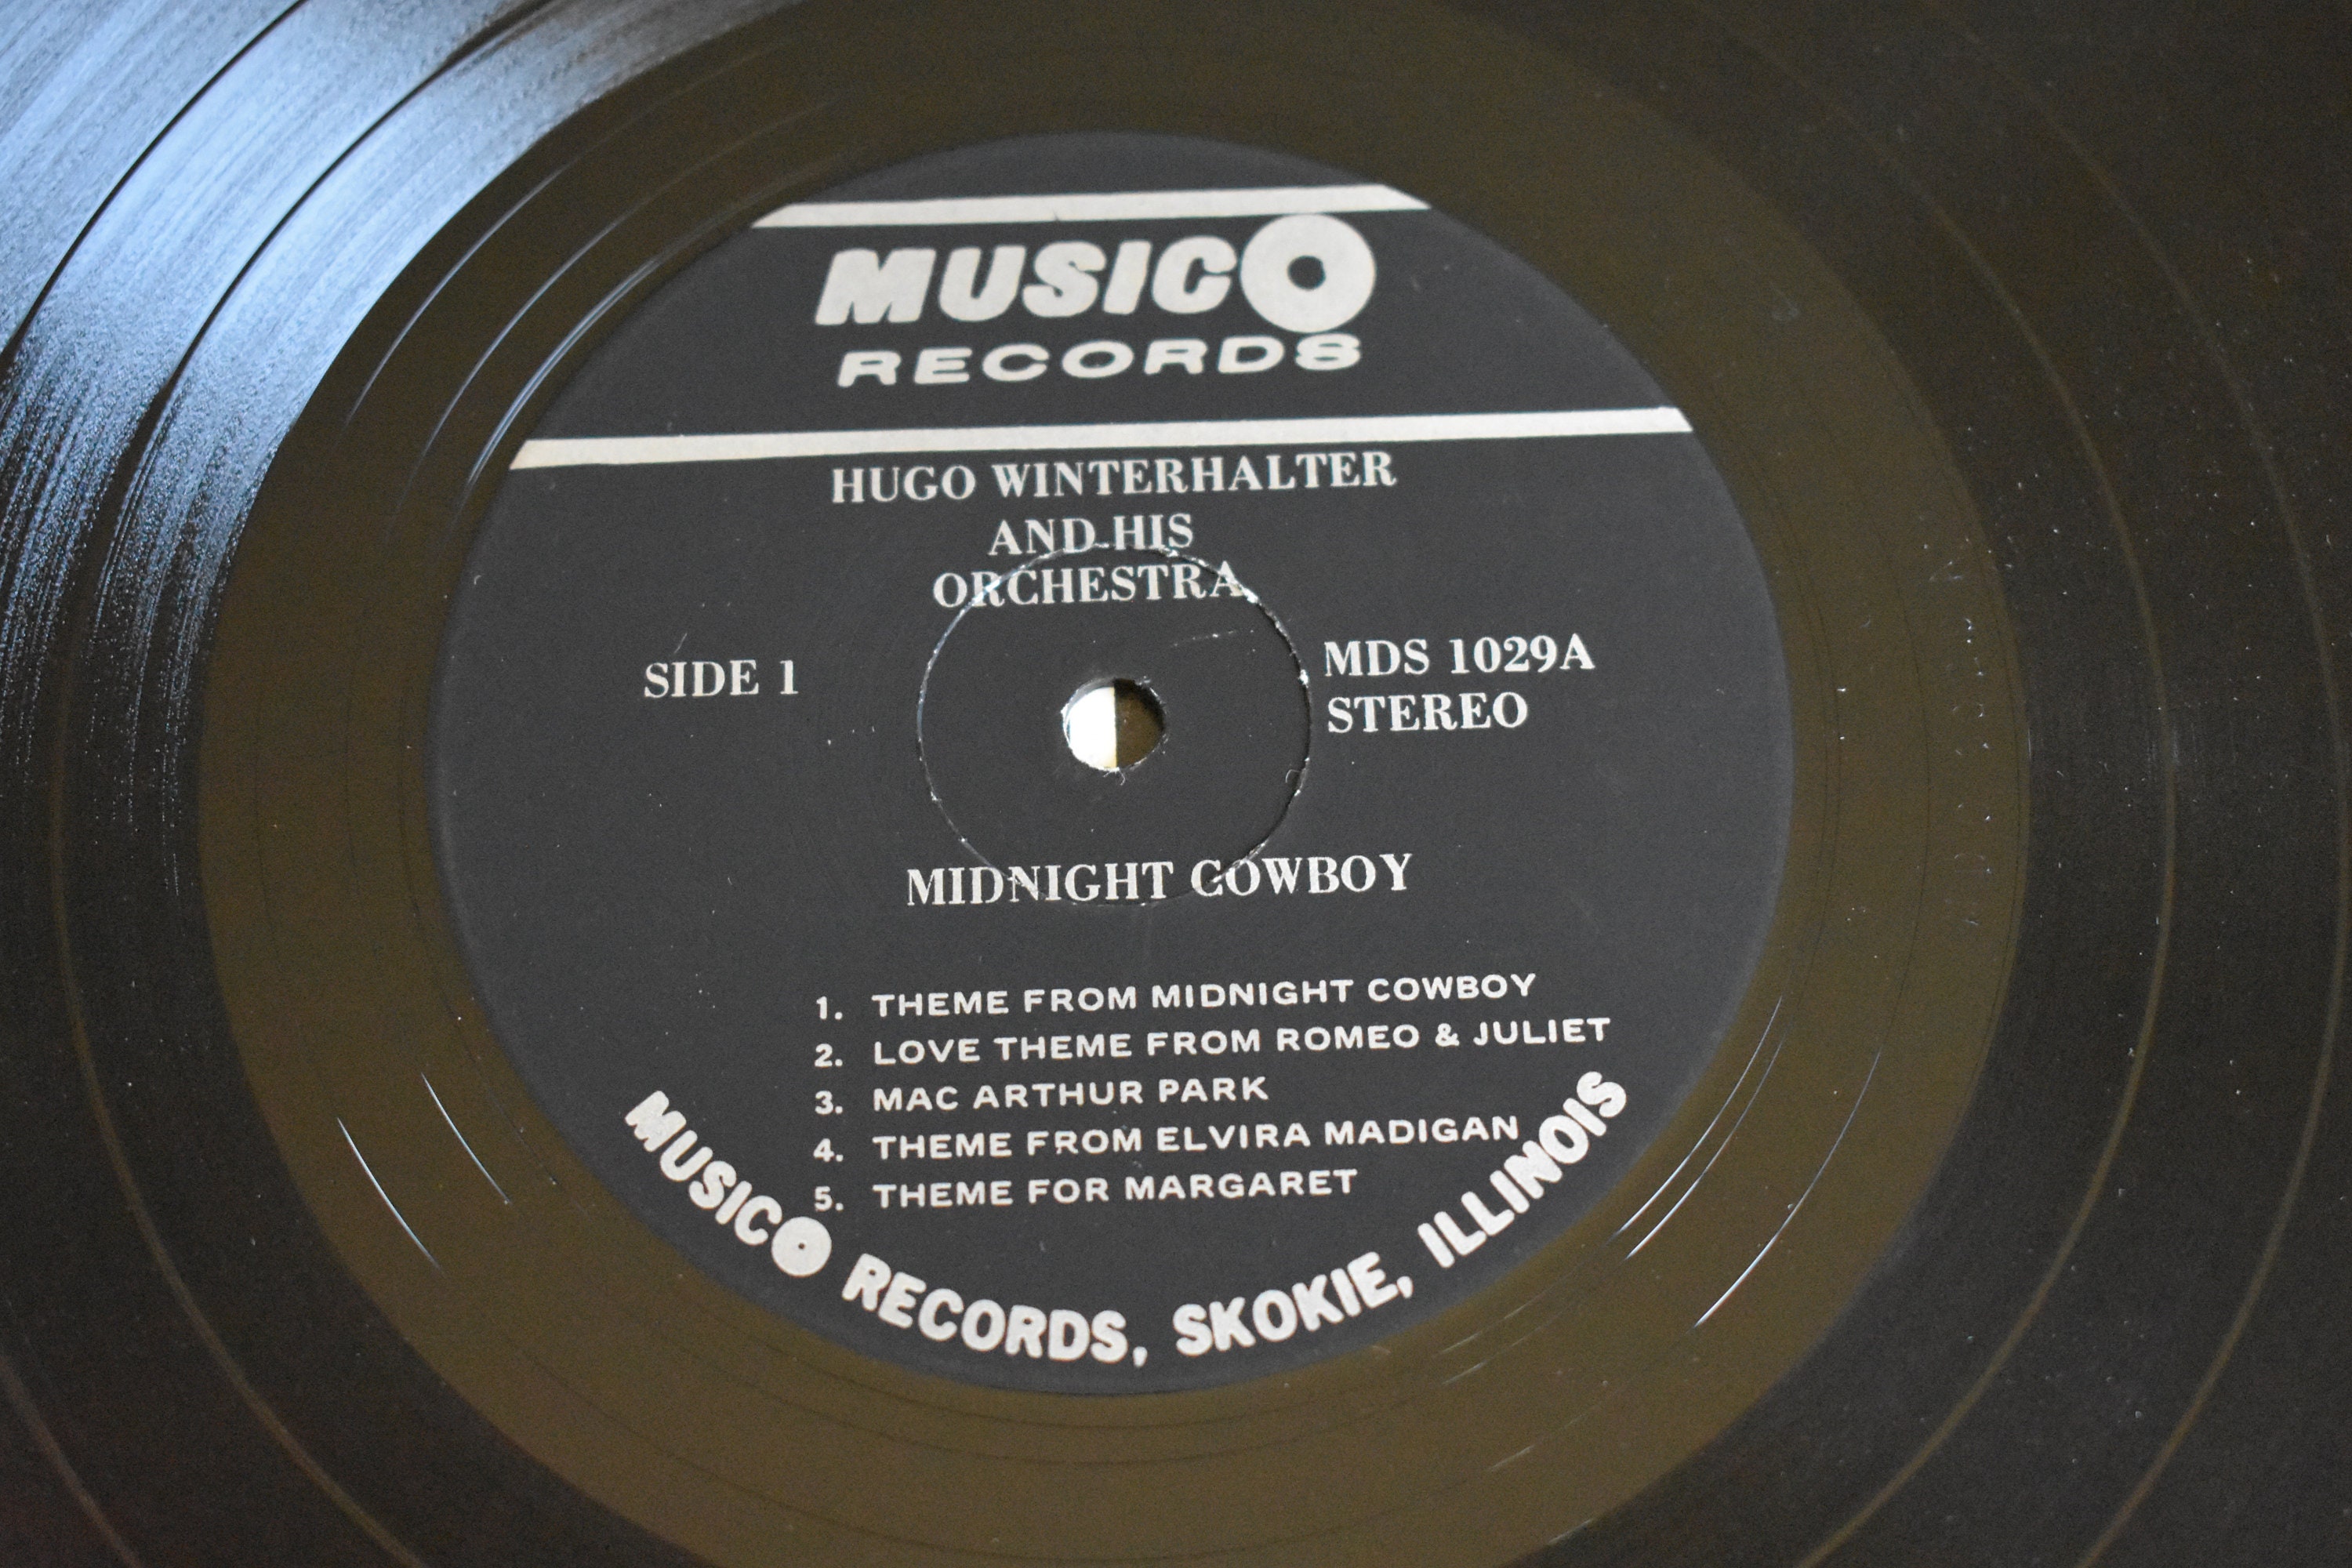 MUSICO
RECORDS
HUGO WINTERHALTER
AND HIS
ORCHESTRA
SIDE 1
MDS 1029A
STEREO
MIDNIGHT COWBOY
1. THEME FROM MIDNIGHT COWBOY
2. LOVE THEME FROM ROMEO & JULIET
3. MAC ARTHUR PARK
4. THEME FROM ELVIRA MADIGAN
5. THEME FOR MARGARET
MUSICO RECORDS, SKOKIE, ILLINOIS